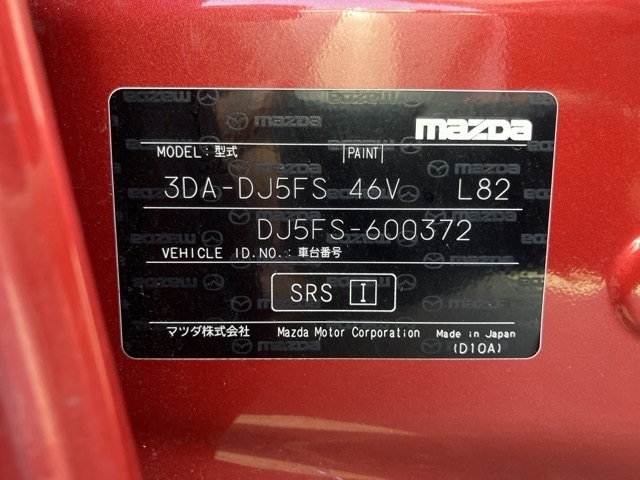 mazda
MODEL : 型式 PAINT
3DA-DJ5FS 46V L82
DJ5FS-600372
VEHICLE ID.NO. : 車台番号
SRS I
マツダ株式会社 Mazda Motor Corporation Made in Japan
(D10A)